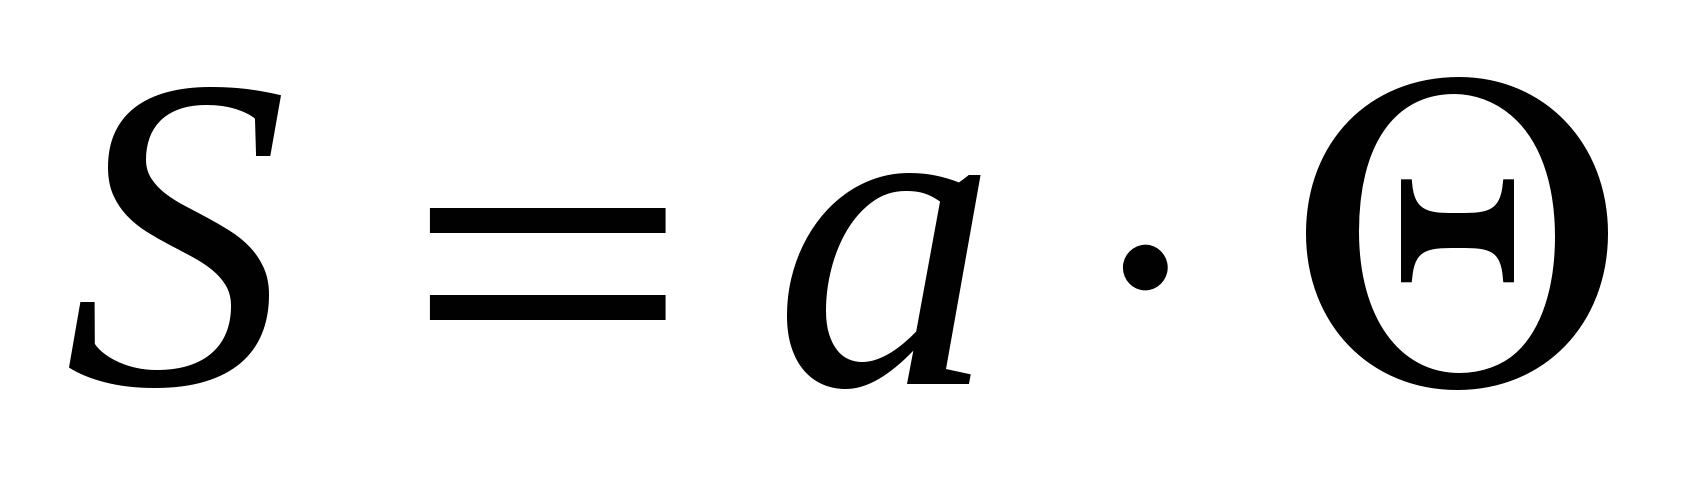 S = a · Θ